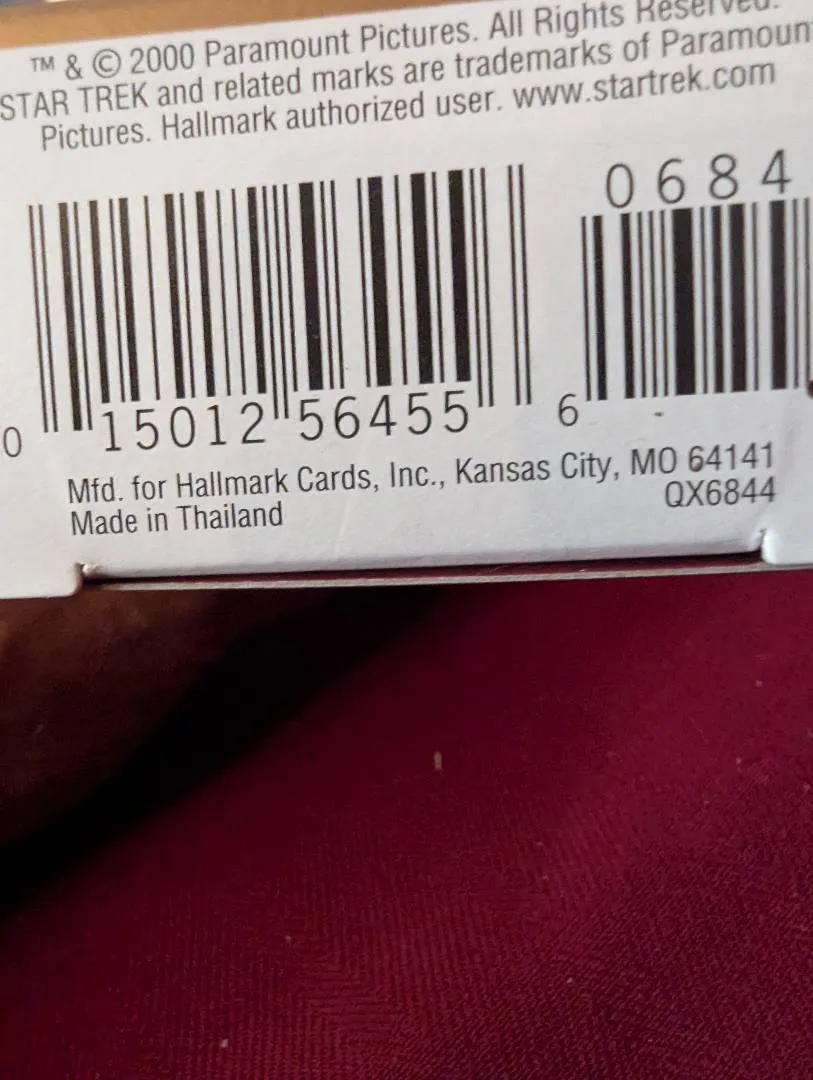 TM & © 2000 Paramount Pictures. All Rights Reserved.
STAR TREK and related marks are trademarks of Paramoun
Pictures. Hallmark authorized user. www.startrek.com
0684
0 15012 56455 6
Mfd. for Hallmark Cards, Inc., Kansas City, MO 64141
Made in Thailand
QX6844